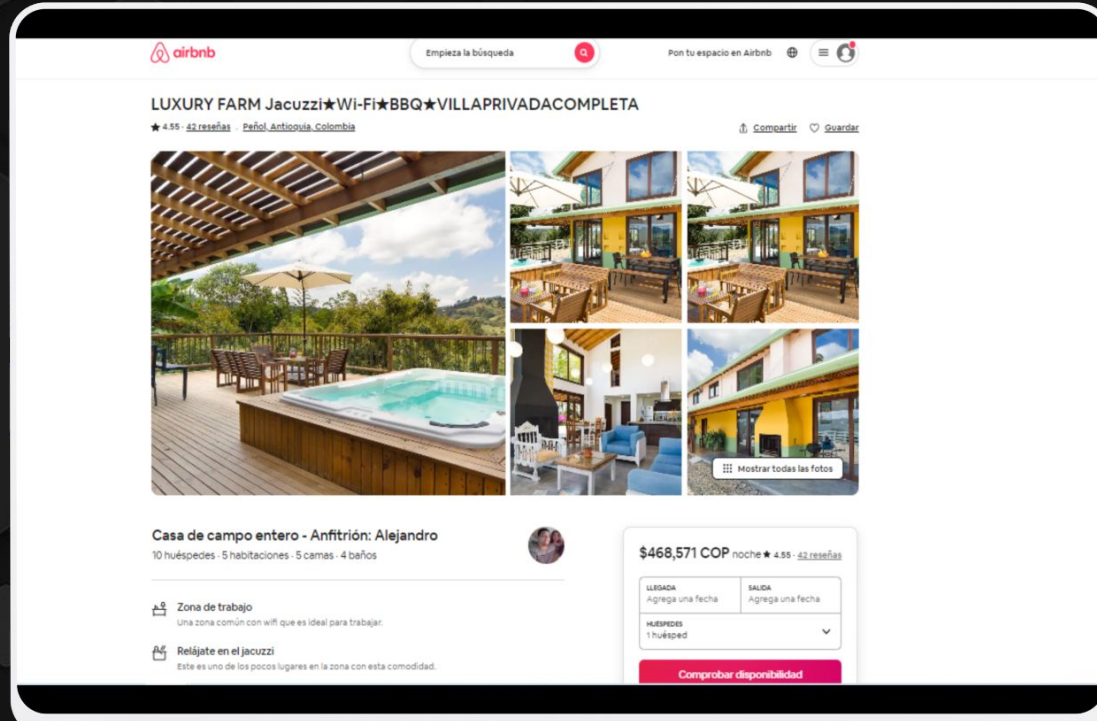 airbnb
Empieza la búsqueda
Pon tu espacio en Airbnb
LUXURY FARM Jacuzzi★Wi-Fi★BBQ★VILLAPRIVADACOMPLETA
★ 4.55 · 42 reseñas . Peñol, Antioquia, Colombia
Compartir Guardar
Mostrar todas las fotos
Casa de campo entero - Anfitrión: Alejandro
10 huéspedes · 5 habitaciones · 5 camas · 4 baños
Zona de trabajo
Una zona común con wifi que es ideal para trabajar.
Relájate en el jacuzzi
Este es uno de los pocos lugares en la zona con esta comodidad.
$468,571 COP noche ★ 4.55 · 42 reseñas
LLEGADA SALIDA
Agrega una fecha Agrega una fecha
HUÉSPEDES
1 huésped
Comprobar disponibilidad